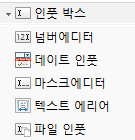 인풋 박스
넘버에디터
데이트 인풋
마스크에디터
텍스트 에리어
파일 인풋